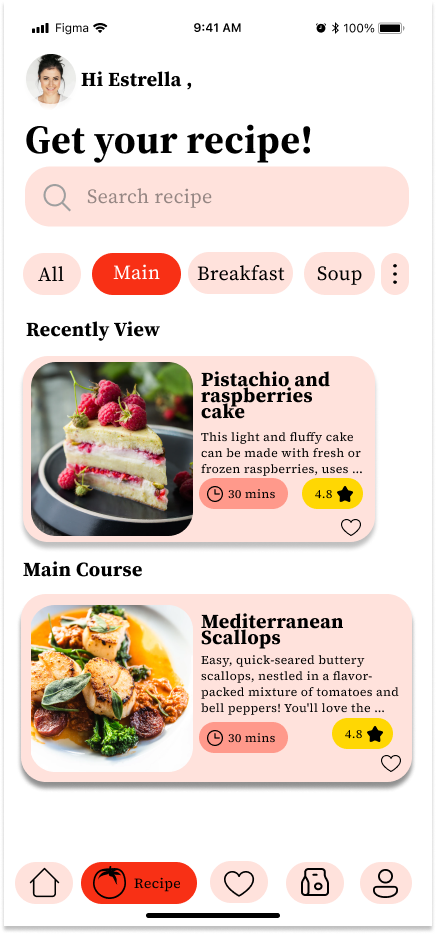 Figma 9:41 AM 100%
Hi Estrella ,
Get your recipe!
Search recipe
All Main Breakfast Soup
Recently View
Pistachio and
raspberries
cake
This light and fluffy cake
can be made with fresh or
frozen raspberries, uses ...
30 mins 4.8
Main Course
Mediterranean
Scallops
Easy, quick-seared buttery
scallops, nestled in a flavor-
packed mixture of tomatoes and
bell peppers! You'll love the ...
30 mins 4.8
Recipe